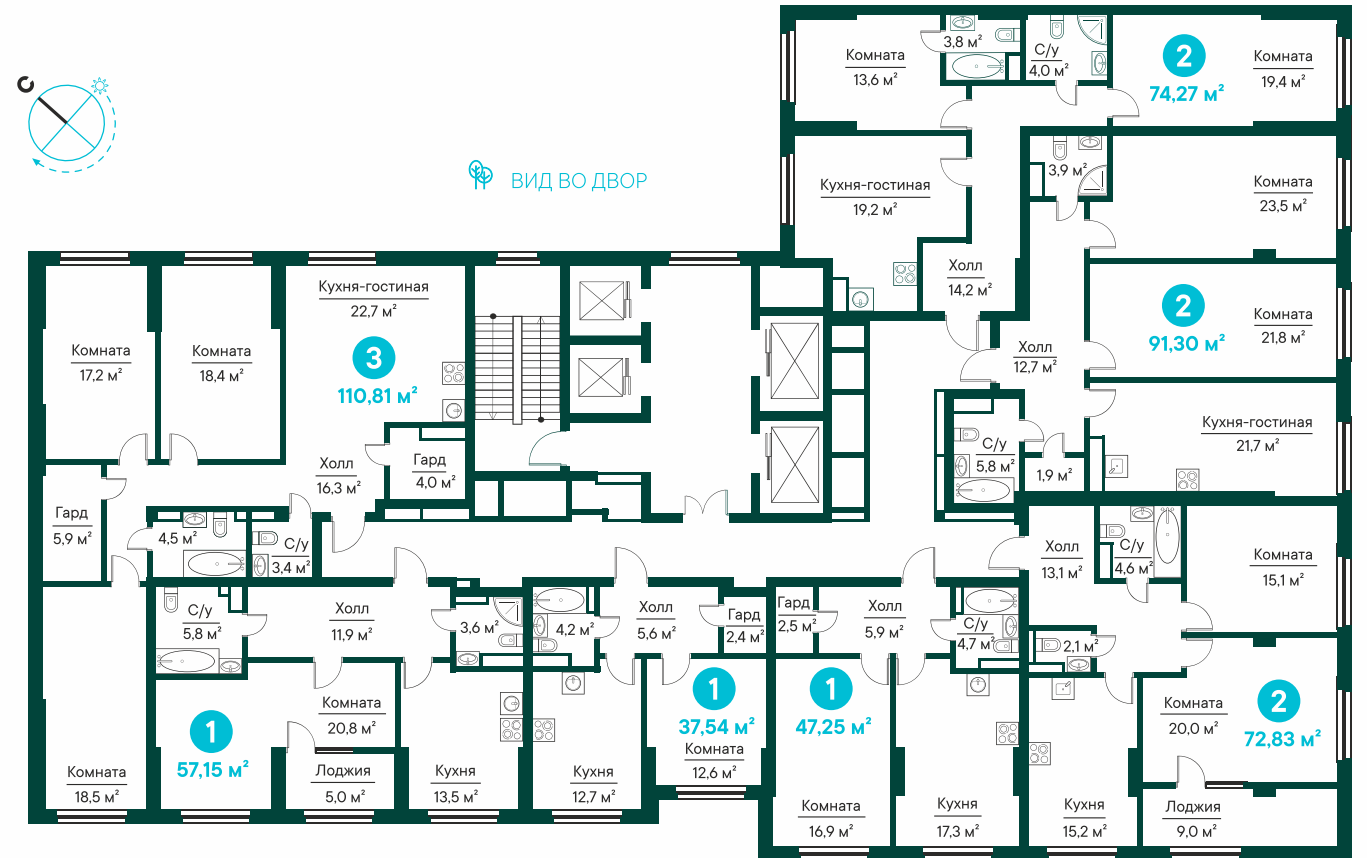 С
ВИД ВО ДВОР
Комната
13,6 м²
3,8 м²
С/у
4,0 м²
2
74,27 м²
Комната
19,4 м²
Кухня-гостиная
19,2 м²
Холл
14,2 м²
3,9 м²
Комната
23,5 м²
2
91,30 м²
Комната
21,8 м²
Холл
12,7 м²
Кухня-гостиная
21,7 м²
С/у
5,8 м²
1,9 м²
Комната
17,2 м²
Комната
18,4 м²
Кухня-гостиная
22,7 м²
3
110,81 м²
Холл
16,3 м²
Гард
4,0 м²
Гард
5,9 м²
4,5 м²
С/у
3,4 м²
Комната
18,5 м²
С/у
5,8 м²
Холл
11,9 м²
3,6 м²
1
57,15 м²
Комната
20,8 м²
Лоджия
5,0 м²
Кухня
13,5 м²
4,2 м²
Холл
5,6 м²
Гард
2,4 м²
Кухня
12,7 м²
1
37,54 м²
Комната
12,6 м²
Гард
2,5 м²
Холл
5,9 м²
С/у
4,7 м²
1
47,25 м²
Комната
16,9 м²
Кухня
17,3 м²
Холл
13,1 м²
С/у
4,6 м²
Комната
15,1 м²
2,1 м²
Комната
20,0 м²
2
72,83 м²
Кухня
15,2 м²
Лоджия
9,0 м²